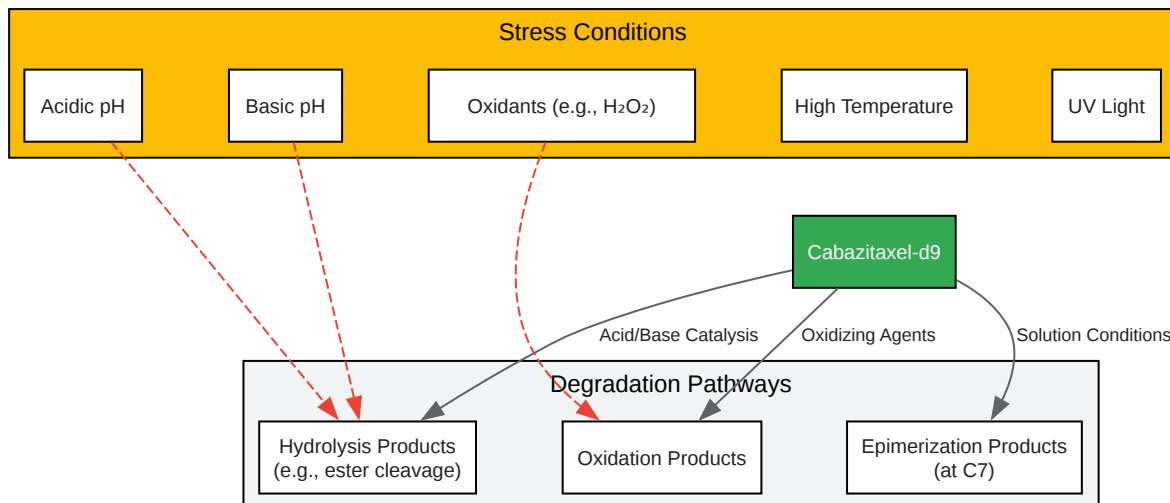 Stress Conditions
Acidic pH
Basic pH
Oxidants (e.g., H₂O₂)
High Temperature
UV Light
Cabazitaxel-d9
Acid/Base Catalysis
Oxidizing Agents
Solution Conditions
Degradation Pathways
Hydrolysis Products
(e.g., ester cleavage)
Oxidation Products
Epimerization Products
(at C7)